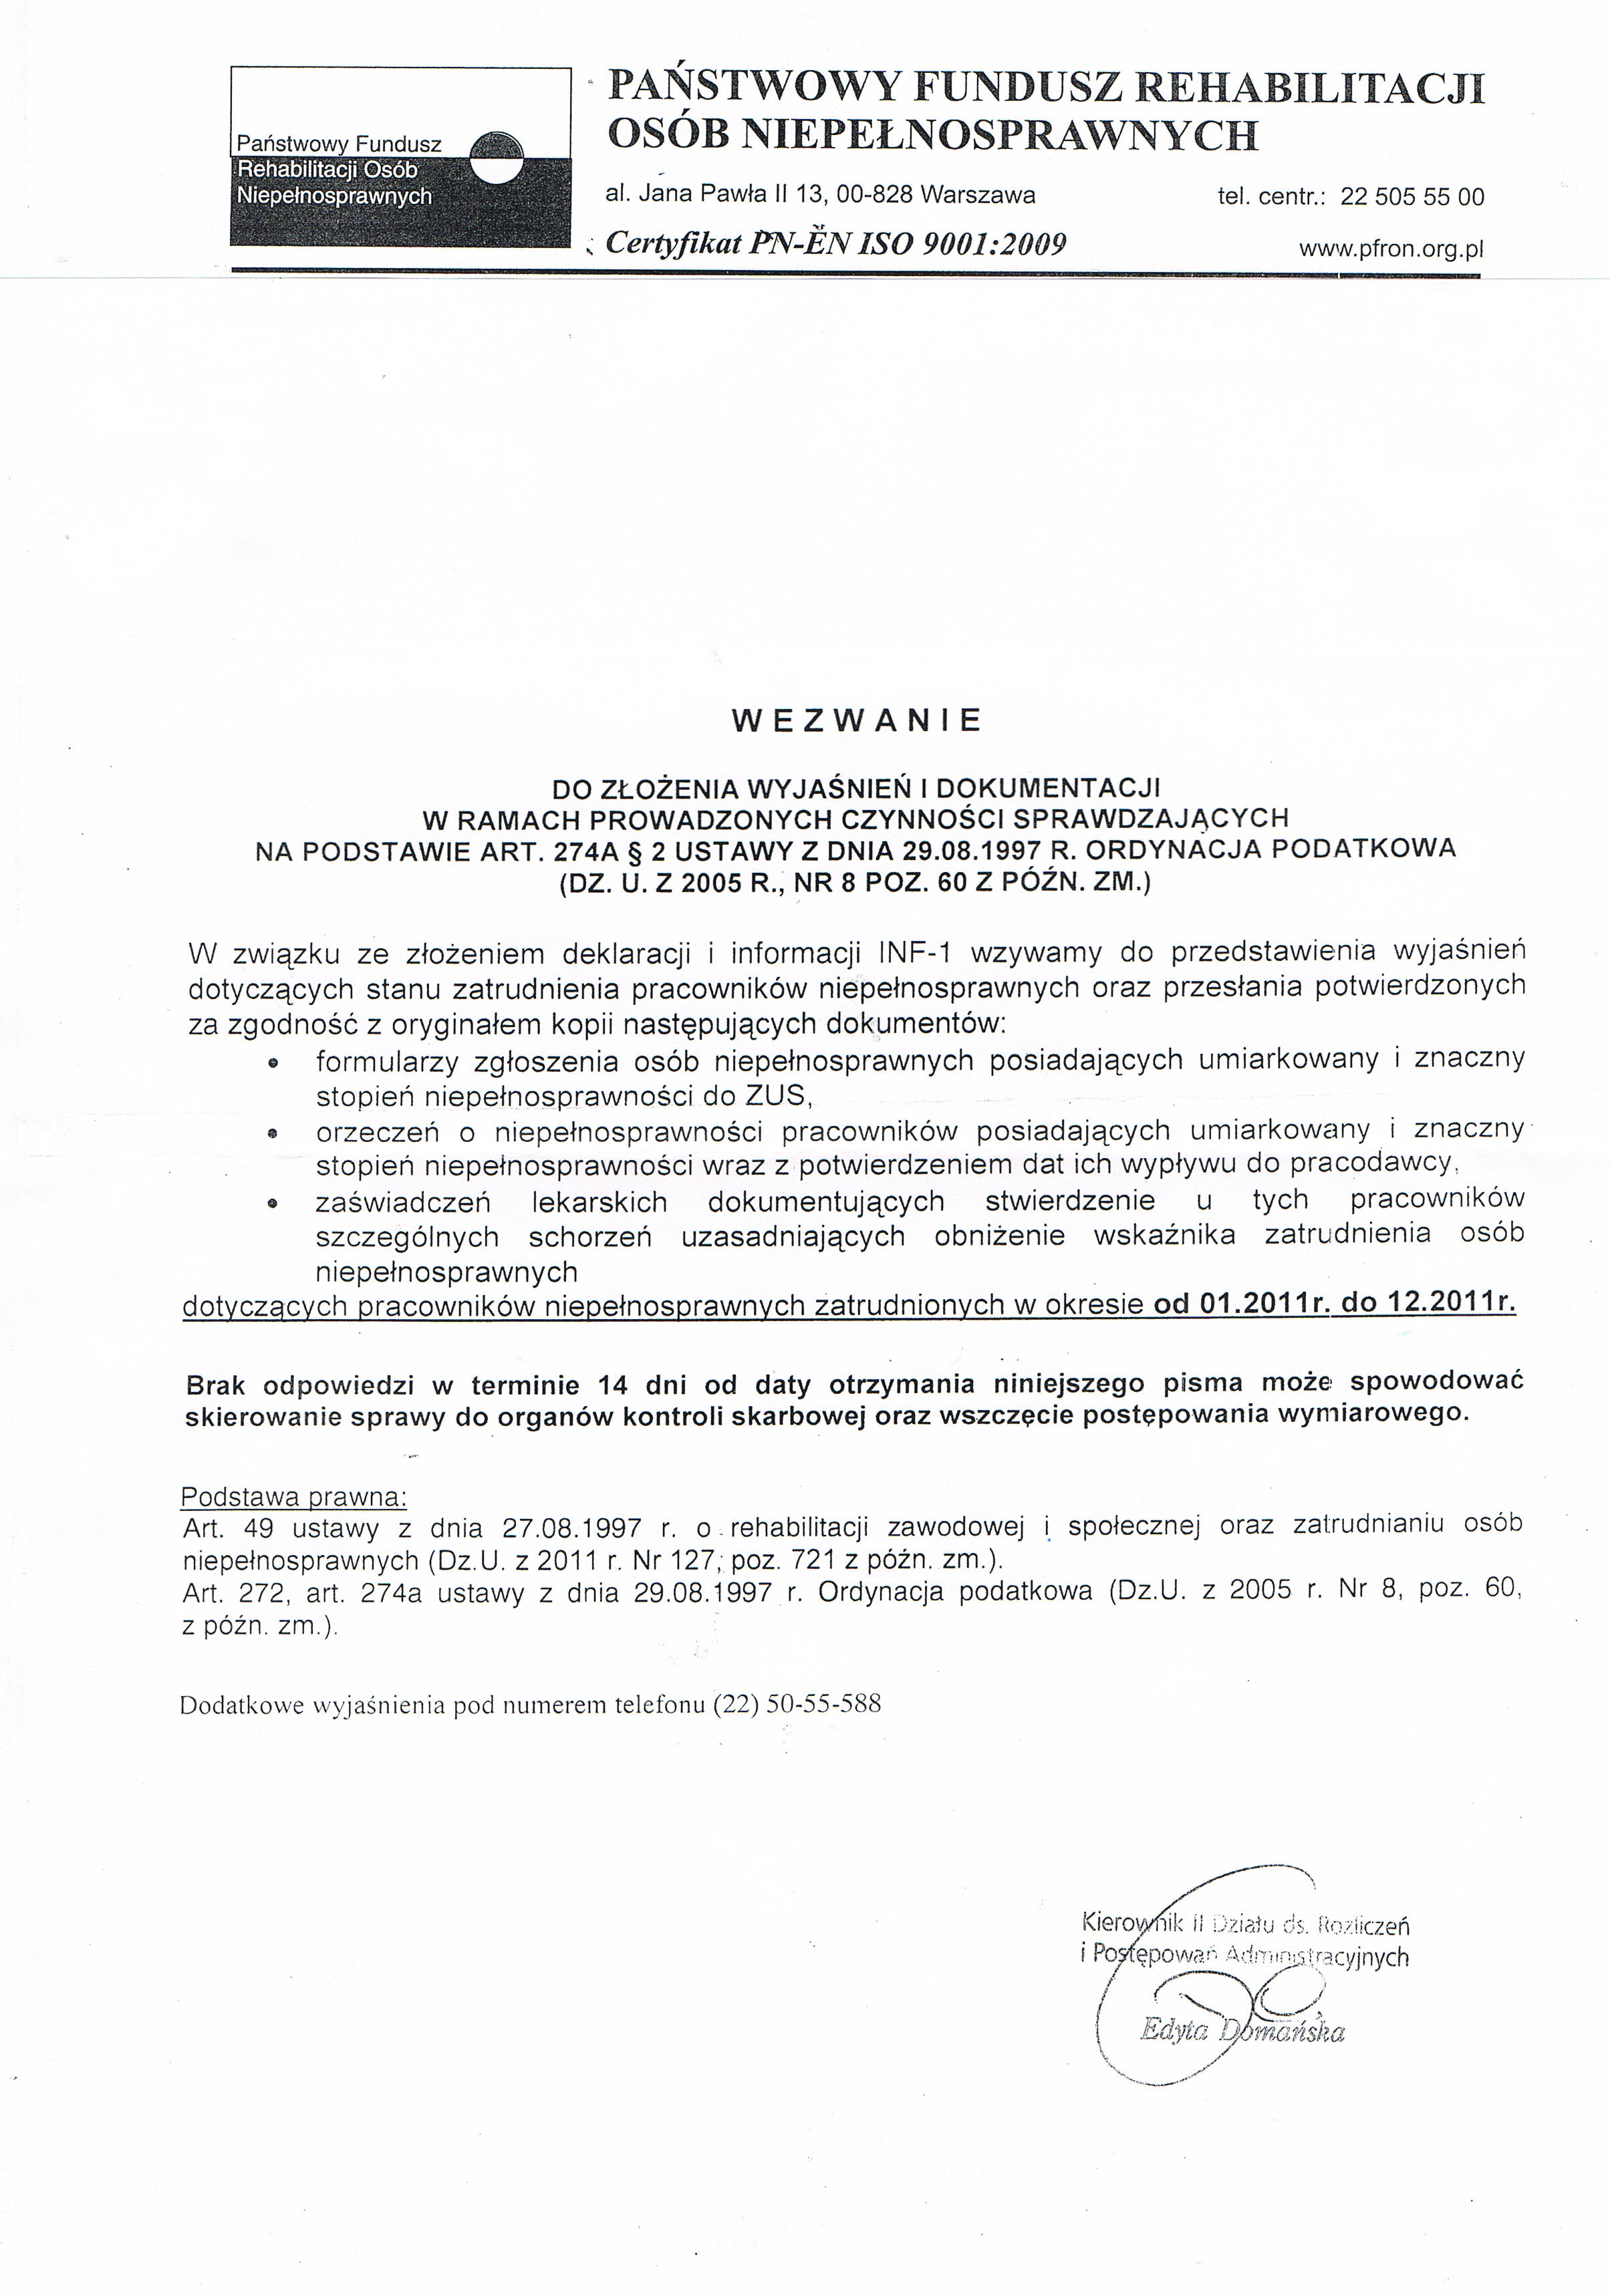 Państwowy Fundusz
Rehabilitacji Osób
Niepełnosprawnych
PAŃSTWOWY FUNDUSZ REHABILITACJI
OSÓB NIEPEŁNOSPRAWNYCH
al. Jana Pawła II 13, 00-828 Warszawa tel. centr.: 22 505 55 00
Certyfikat PN-EN ISO 9001:2009 www.pfron.org.pl
W E Z W A N I E
DO ZŁOŻENIA WYJAŚNIEŃ I DOKUMENTACJI
W RAMACH PROWADZONYCH CZYNNOŚCI SPRAWDZAJĄCYCH
NA PODSTAWIE ART. 274A § 2 USTAWY Z DNIA 29.08.1997 R. ORDYNACJA PODATKOWA
(DZ. U. Z 2005 R., NR 8 POZ. 60 Z PÓŹN. ZM.)
W związku ze złożeniem deklaracji i informacji INF-1 wzywamy do przedstawienia wyjaśnień
dotyczących stanu zatrudnienia pracowników niepełnosprawnych oraz przesłania potwierdzonych
za zgodność z oryginałem kopii następujących dokumentów:
• formularzy zgłoszenia osób niepełnosprawnych posiadających umiarkowany i znaczny
stopień niepełnosprawności do ZUS,
• orzeczeń o niepełnosprawności pracowników posiadających umiarkowany i znaczny
stopień niepełnosprawności wraz z potwierdzeniem dat ich wypływu do pracodawcy,
• zaświadczeń lekarskich dokumentujących stwierdzenie u tych pracowników
szczególnych schorzeń uzasadniających obniżenie wskaźnika zatrudnienia osób
niepełnosprawnych
dotyczących pracowników niepełnosprawnych zatrudnionych w okresie od 01.2011r. do 12.2011r.
Brak odpowiedzi w terminie 14 dni od daty otrzymania niniejszego pisma może spowodować
skierowanie sprawy do organów kontroli skarbowej oraz wszczęcie postępowania wymiarowego.
Podstawa prawna:
Art. 49 ustawy z dnia 27.08.1997 r. o rehabilitacji zawodowej i społecznej oraz zatrudnianiu osób
niepełnosprawnych (Dz.U. z 2011 r. Nr 127, poz. 721 z późn. zm.).
Art. 272, art. 274a ustawy z dnia 29.08.1997 r. Ordynacja podatkowa (Dz.U. z 2005 r. Nr 8, poz. 60,
z późn. zm.).
Dodatkowe wyjaśnienia pod numerem telefonu (22) 50-55-588
Kierownik II Działu ds. Rozliczeń
i Postępowań Administracyjnych
Edyta Domańska